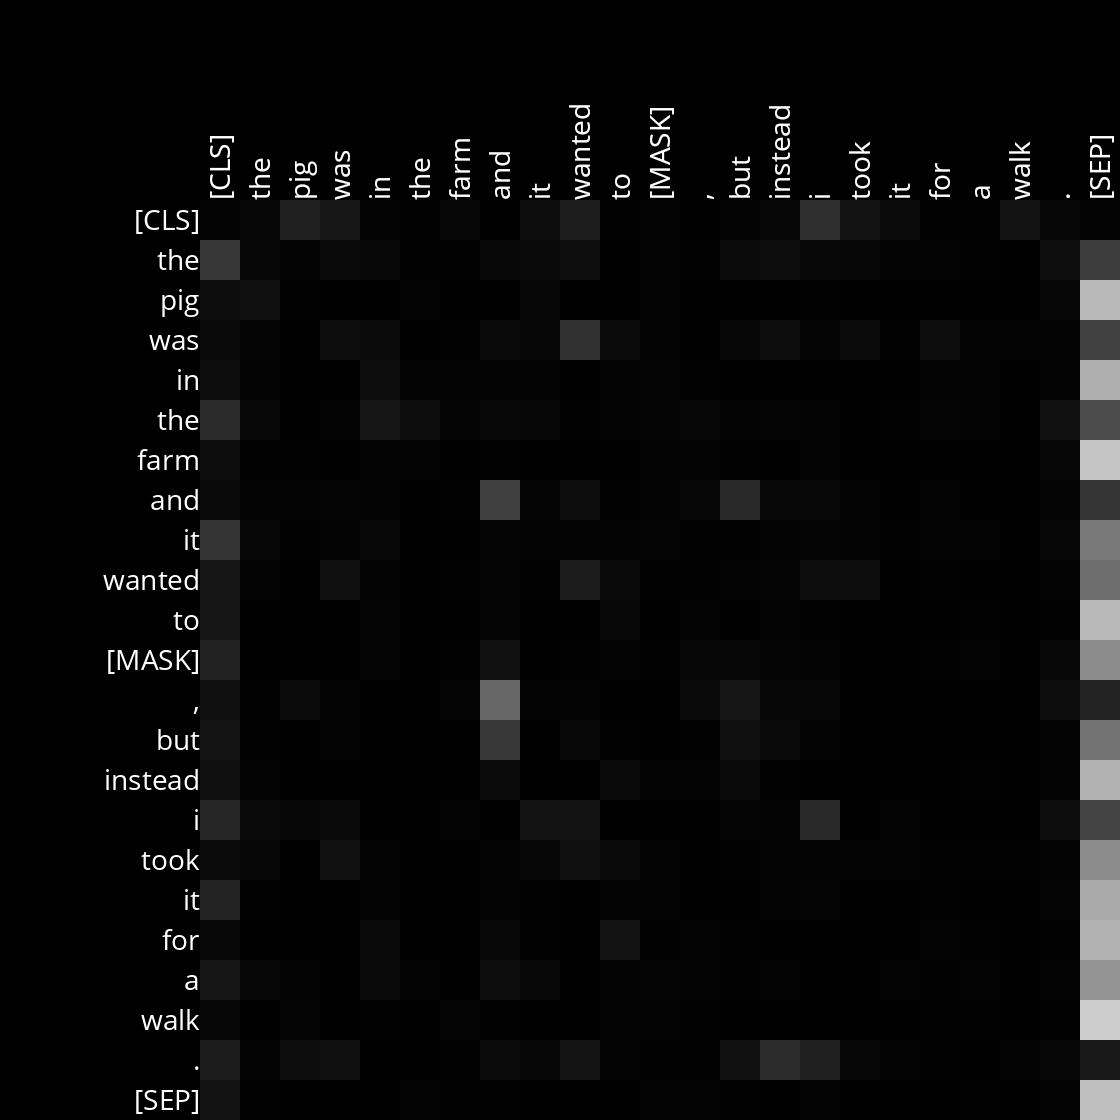 [CLS] the pig was in the farm and it wanted to [MASK] , but instead i took it for a walk . [SEP]
[CLS]
the
pig
was
in
the
farm
and
it
wanted
to
[MASK]
,
but
instead
i
took
it
for
a
walk
.
[SEP]